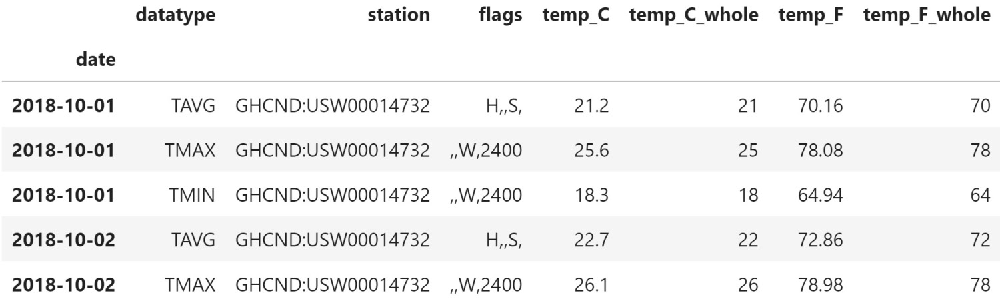 datatype station flags temp_C temp_C_whole temp_F temp_F_whole
date
2018-10-01 TAVG GHCND:USW00014732 H,,S, 21.2 21 70.16 70
2018-10-01 TMAX GHCND:USW00014732 ,,W,2400 25.6 25 78.08 78
2018-10-01 TMIN GHCND:USW00014732 ,,W,2400 18.3 18 64.94 64
2018-10-02 TAVG GHCND:USW00014732 H,,S, 22.7 22 72.86 72
2018-10-02 TMAX GHCND:USW00014732 ,,W,2400 26.1 26 78.98 78